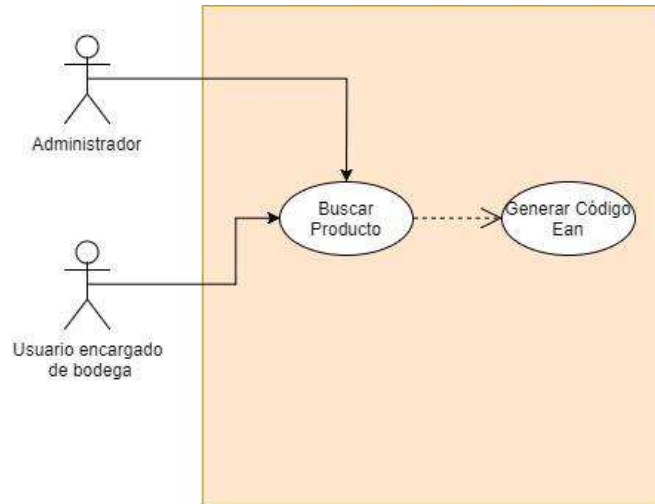 Administrador
Buscar
Producto
Generar Código
Ean
Usuario encargado
de bodega